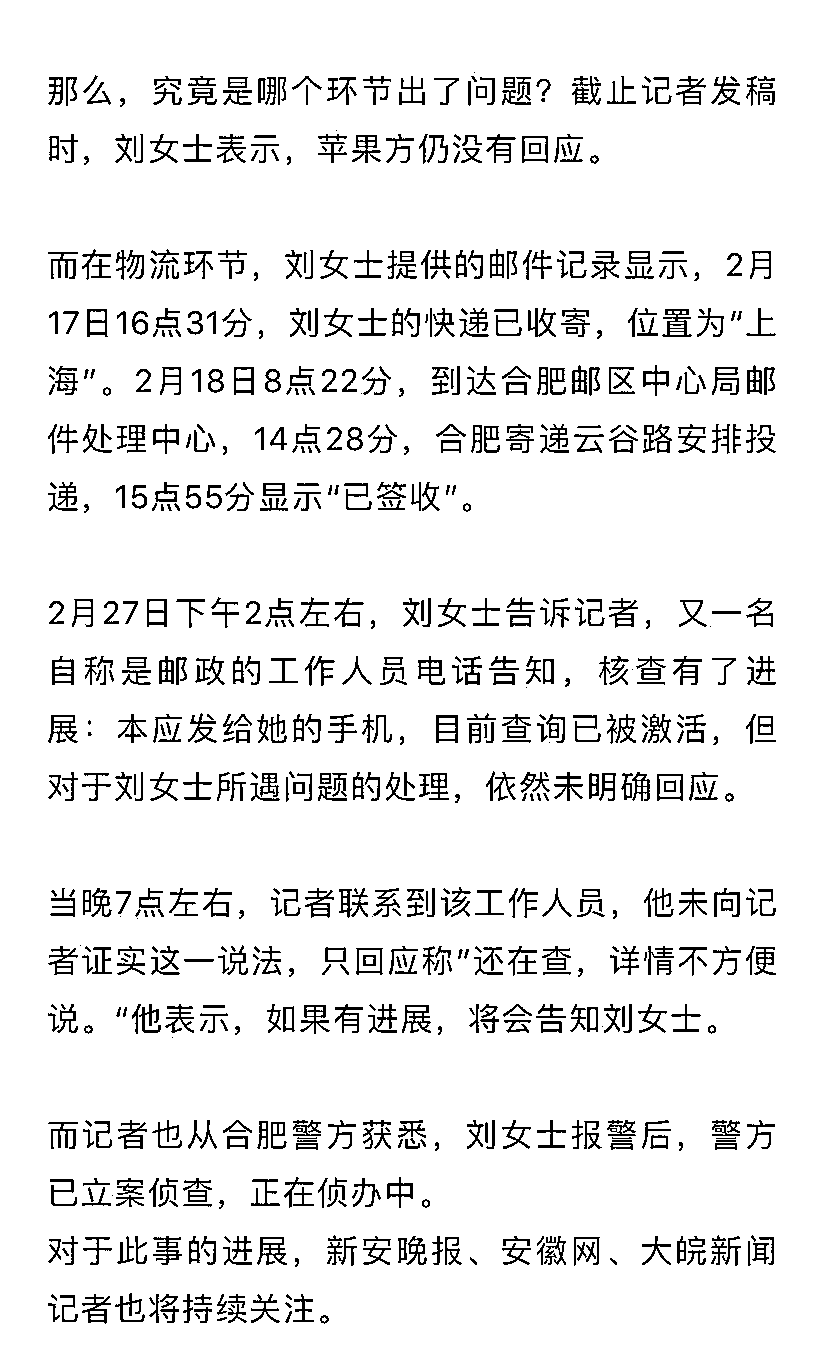 那么，究竟是哪个环节出了问题？截止记者发稿
时，刘女士表示，苹果方仍没有回应。
而在物流环节，刘女士提供的邮件记录显示，2月
17日16点31分，刘女士的快递已收寄，位置为“上
海”。2月18日8点22分，到达合肥邮区中心局邮
件处理中心，14点28分，合肥寄递云谷路安排投
递，15点55分显示“已签收”。
2月27日下午2点左右，刘女士告诉记者，又一名
自称是邮政的工作人员电话告知，核查有了进
展：本应发给她的手机，目前查询已被激活，但
对于刘女士所遇问题的处理，依然未明确回应。
当晚7点左右，记者联系到该工作人员，他未向记
者证实这一说法，只回应称”还在查，详情不方便
说。“他表示，如果有进展，将会告知刘女士。
而记者也从合肥警方获悉，刘女士报警后，警方
已立案侦查，正在侦办中。
对于此事的进展，新安晚报、安徽网、大皖新闻
记者也将持续关注。